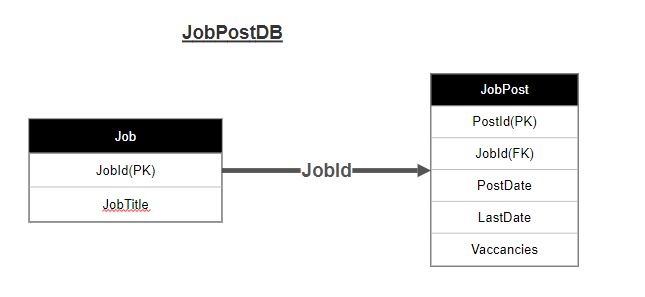 JobPostDB
Job
JobId(PK)
JobTitle
JobId
JobPost
PostId(PK)
JobId(FK)
PostDate
LastDate
Vaccancies